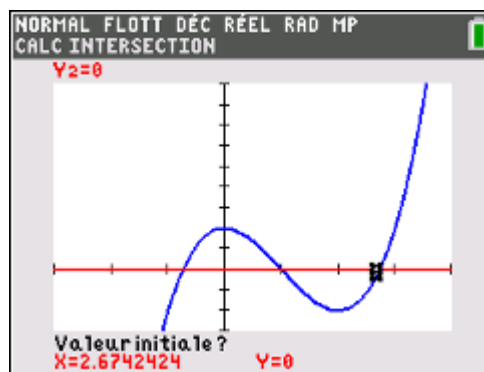 NORMAL FLOTT DÉC RÉEL RAD MP
CALC INTERSECTION
Y2=0
Valeur initiale ?
X=2.6742424 Y=0